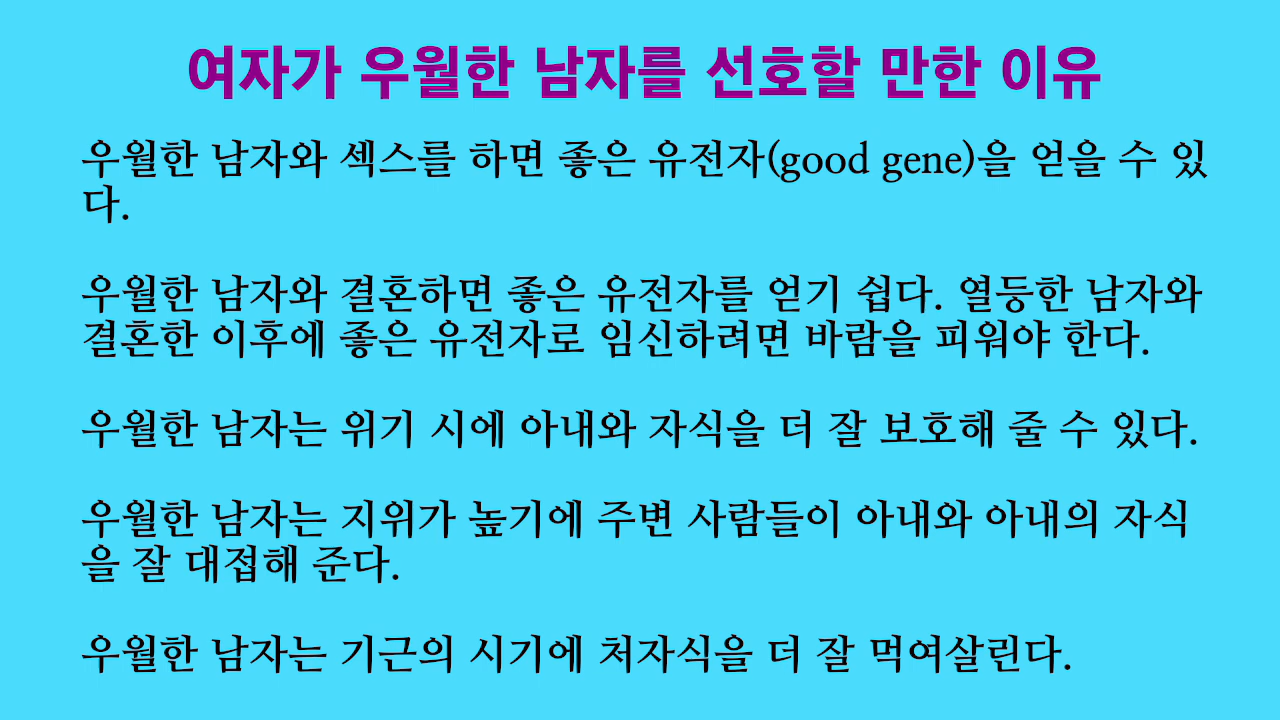 여자가 우월한 남자를 선호할 만한 이유
우월한 남자와 섹스를 하면 좋은 유전자(good gene)을 얻을 수 있
다.
우월한 남자와 결혼하면 좋은 유전자를 얻기 쉽다. 열등한 남자와
결혼한 이후에 좋은 유전자로 임신하려면 바람을 피워야 한다.
우월한 남자는 위기 시에 아내와 자식을 더 잘 보호해 줄 수 있다.
우월한 남자는 지위가 높기에 주변 사람들이 아내와 아내의 자식
을 잘 대접해 준다.
우월한 남자는 기근의 시기에 처자식을 더 잘 먹여살린다.